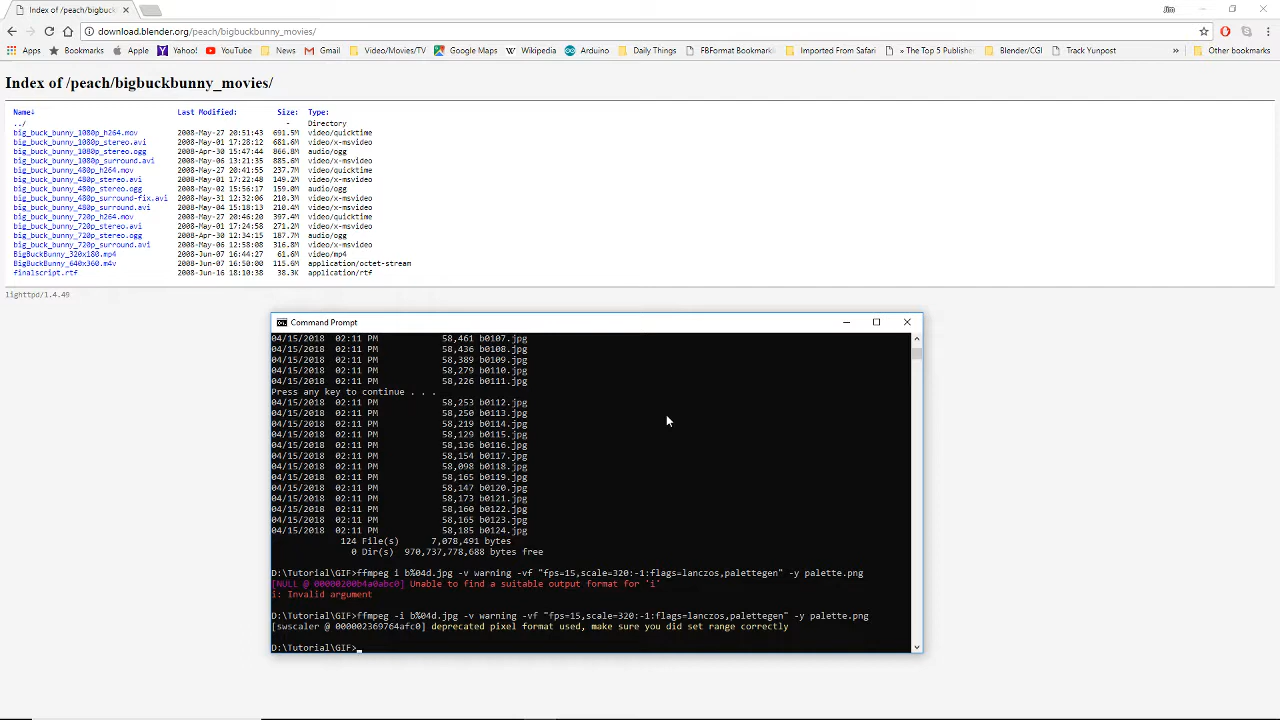 Index of /peach/bigbuck
Jim
download.blender.org/peach/bigbuckbunny_movies/
Apps Bookmarks Apple Yahoo! YouTube News Gmail Video/Movies/TV Google Maps Wikipedia Arduino Daily Things FBFormat Bookmark Imported From S The Top 5 Publishe Blender/CGI Track Yunpest » Other bookmarks
Index of /peach/bigbuckbunny_movies/
Name↓ Last Modified: Size: Type:
../ - Directory
big_buck_bunny_1080p_h264.mov 2008-May-27 20:51:43 691.5M video/quicktime
big_buck_bunny_1080p_stereo.avi 2008-May-01 17:28:12 681.6M video/x-msvideo
big_buck_bunny_1080p_stereo.ogg 2008-Apr-30 15:47:44 866.8M audio/ogg
big_buck_bunny_1080p_surround.avi 2008-May-06 13:21:35 885.6M video/x-msvideo
big_buck_bunny_480p_h264.mov 2008-May-27 20:41:55 237.7M video/quicktime
big_buck_bunny_480p_stereo.avi 2008-May-01 17:22:48 149.2M video/x-msvideo
big_buck_bunny_480p_stereo.ogg 2008-May-02 15:56:17 159.0M audio/ogg
big_buck_bunny_480p_surround-fix.avi 2008-May-31 12:32:06 210.3M video/x-msvideo
big_buck_bunny_480p_surround.avi 2008-May-04 15:18:13 210.4M video/x-msvideo
big_buck_bunny_720p_h264.mov 2008-May-27 20:46:20 397.4M video/quicktime
big_buck_bunny_720p_stereo.avi 2008-May-01 17:24:58 271.2M video/x-msvideo
big_buck_bunny_720p_stereo.ogg 2008-Apr-30 12:34:15 187.7M audio/ogg
big_buck_bunny_720p_surround.avi 2008-May-06 12:58:08 316.8M video/x-msvideo
BigBuckBunny_320x180.mp4 2008-Jun-07 16:44:27 61.6M video/mp4
BigBuckBunny_640x360.m4v 2008-Jun-07 16:50:00 115.6M application/octet-stream
finalscript.rtf 2008-Jun-16 18:10:38 38.3K application/rtf
lighttpd/1.4.49
Command Prompt
04/15/2018 02:11 PM 58,461 b0107.jpg
04/15/2018 02:11 PM 58,436 b0108.jpg
04/15/2018 02:11 PM 58,389 b0109.jpg
04/15/2018 02:11 PM 58,279 b0110.jpg
04/15/2018 02:11 PM 58,226 b0111.jpg
Press any key to continue . . .
04/15/2018 02:11 PM 58,253 b0112.jpg
04/15/2018 02:11 PM 58,250 b0113.jpg
04/15/2018 02:11 PM 58,219 b0114.jpg
04/15/2018 02:11 PM 58,129 b0115.jpg
04/15/2018 02:11 PM 58,136 b0116.jpg
04/15/2018 02:11 PM 58,154 b0117.jpg
04/15/2018 02:11 PM 58,098 b0118.jpg
04/15/2018 02:11 PM 58,165 b0119.jpg
04/15/2018 02:11 PM 58,147 b0120.jpg
04/15/2018 02:11 PM 58,173 b0121.jpg
04/15/2018 02:11 PM 58,160 b0122.jpg
04/15/2018 02:11 PM 58,165 b0123.jpg
04/15/2018 02:11 PM 58,185 b0124.jpg
124 File(s) 7,078,491 bytes
0 Dir(s) 970,737,778,688 bytes free
D:\Tutorial\GIF>ffmpeg i b%04d.jpg -v warning -vf "fps=15,scale=320:-1:flags=lanczos,palettegen" -y palette.png
[NULL @ 00000200b4a0abc0] Unable to find a suitable output format for 'i'
i: Invalid argument
D:\Tutorial\GIF>ffmpeg -i b%04d.jpg -v warning -vf "fps=15,scale=320:-1:flags=lanczos,palettegen" -y palette.png
[swscaler @ 000002369764afc0] deprecated pixel format used, make sure you did set range correctly
D:\Tutorial\GIF>